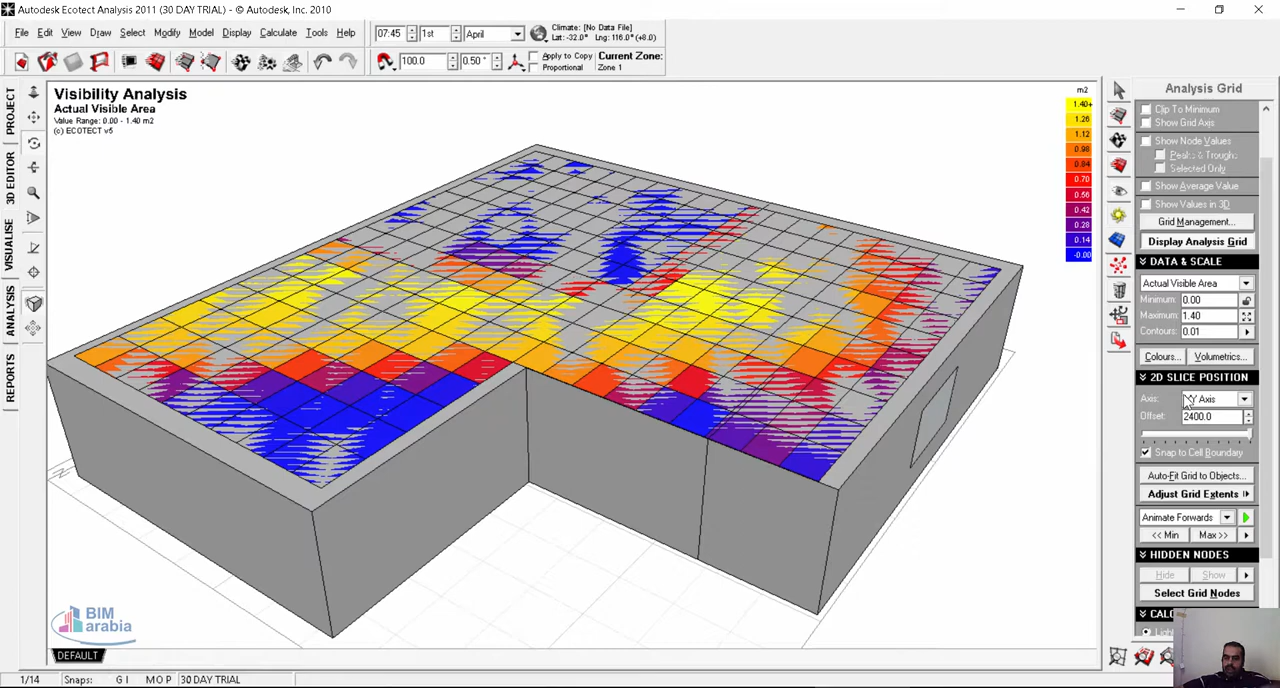 Autodesk Ecotect Analysis 2011 (30 DAY TRIAL) - © Autodesk, Inc. 2010
File Edit View Draw Select Modify Model Display Calculate Tools Help
07:45 1st April
Climate: [No Data File]
Lat: -32.0° Lng: 116.0° (+8.0)
100.0 0.50°
Apply to Copy
Proportional
Current Zone:
Zone 1
PROJECT
3D EDITOR
VISUALISE
ANALYSIS
REPORTS
Visibility Analysis
Actual Visible Area
Value Range: 0.00 - 1.40 m2
(c) ECOTECT v5
m2
1.40+
1.26
1.12
0.98
0.84
0.70
0.56
0.42
0.28
0.14
-0.00
N
BIM
arabia
DEFAULT
Analysis Grid
Clip To Minimum
Show Grid Axis
Show Node Values
Peaks & Troughs
Selected Only
Show Average Value
Show Values in 3D
Grid Management...
Display Analysis Grid
DATA & SCALE
Actual Visible Area
Minimum: 0.00
Maximum: 1.40
Contours: 0.01
Colours... Volumetrics...
2D SLICE POSITION
Axis: Y Axis
Offset: 2400.0
Snap to Cell Boundary
Auto-Fit Grid to Objects...
Adjust Grid Extents
Animate Forwards
<< Min Max >>
HIDDEN NODES
Hide Show
Select Grid Nodes
1/14 Snaps: G I M O P 30 DAY TRIAL